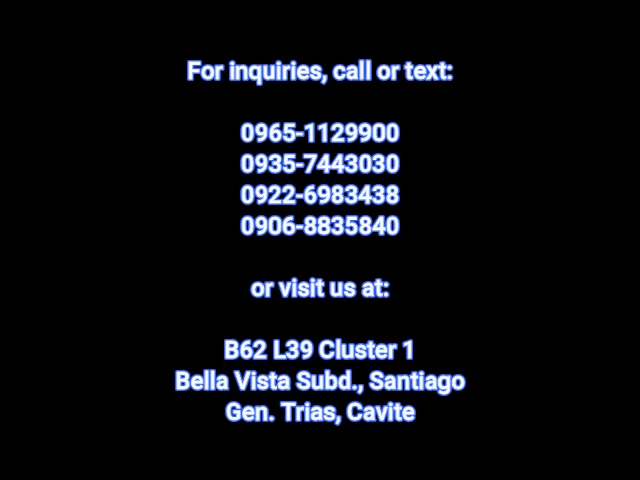 For inquiries, call or text:
0965-1129900
0935-7443030
0922-6983438
0906-8835840
or visit us at:
B62 L39 Cluster 1
Bella Vista Subd., Santiago
Gen. Trias, Cavite